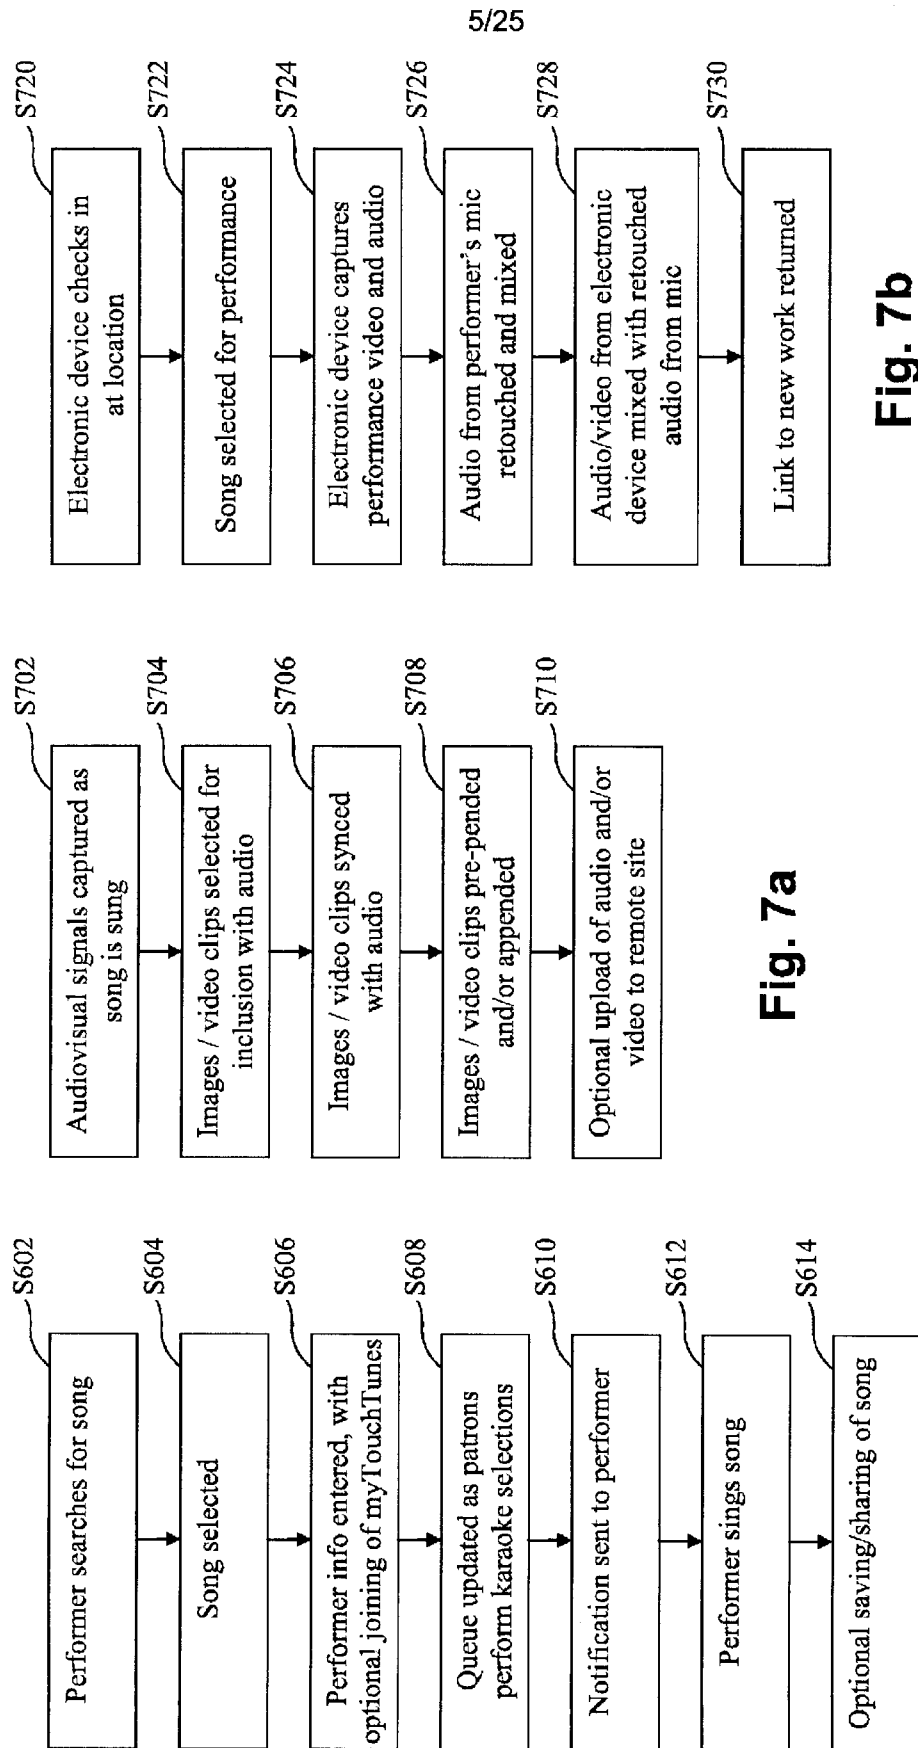 5/25
Performer searches for song
S602
Song selected
S604
Performer info entered, with
optional joining of myTouchTunes
S606
Queue updated as patrons
perform karaoke selections
S608
Notification sent to performer
S610
Performer sings song
S612
Optional saving/sharing of song
S614
Audiovisual signals captured as
song is sung
S702
Images / video clips selected for
inclusion with audio
S704
Images / video clips synced
with audio
S706
Images / video clips pre-pended
and/or appended
S708
Optional upload of audio and/or
video to remote site
S710
Fig. 7a
Electronic device checks in
at location
S720
Song selected for performance
S722
Electronic device captures
performance video and audio
S724
Audio from performer's mic
retouched and mixed
S726
Audio/video from electronic
device mixed with retouched
audio from mic
S728
Link to new work returned
S730
Fig. 7b